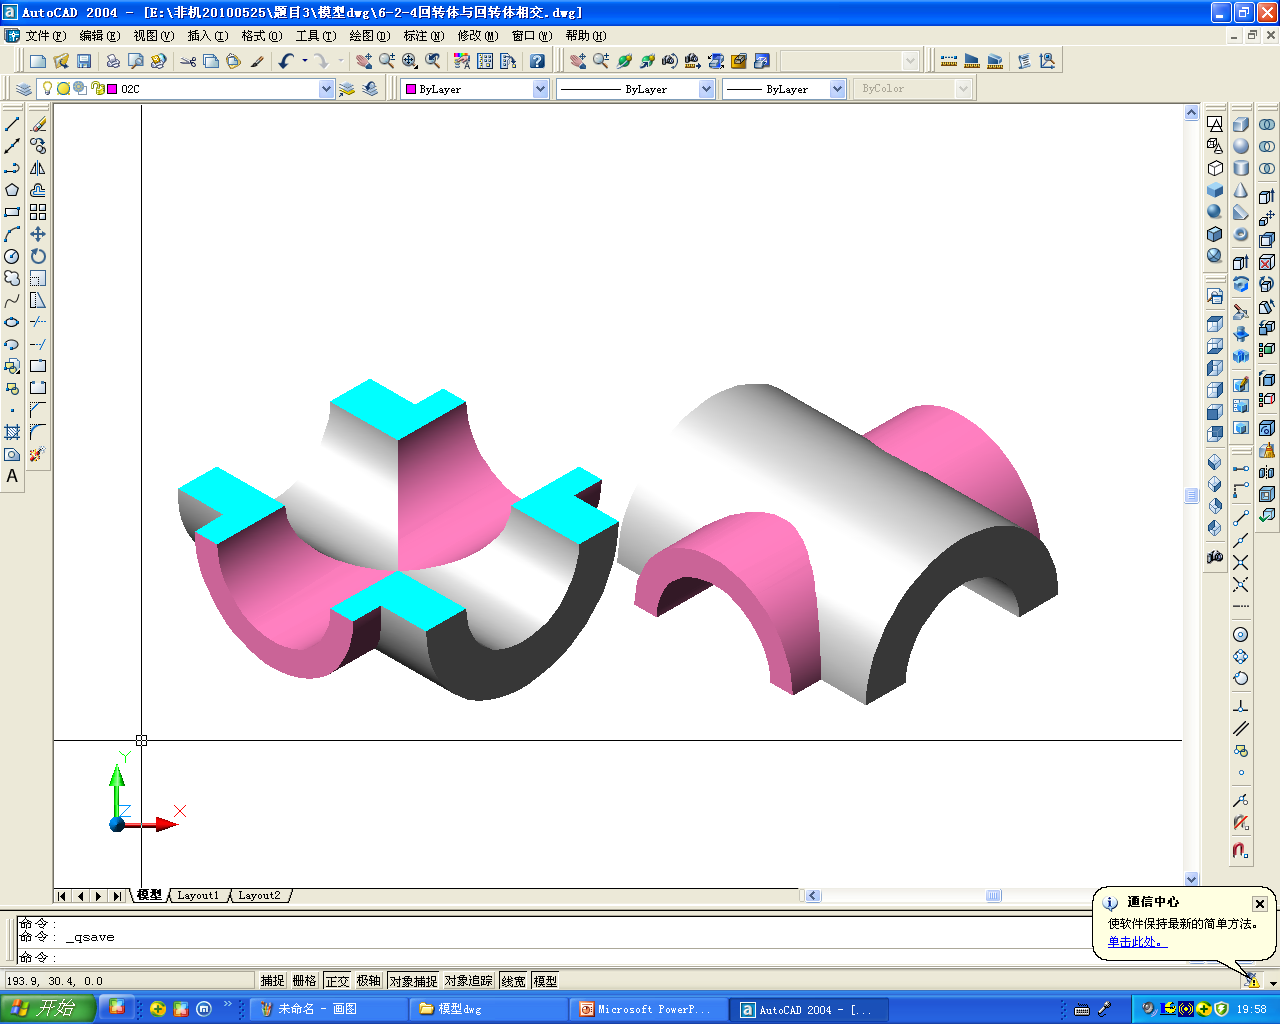 AutoCAD 2004 - [E:\非机20100525\题目3\模型dwg\6-2-4回转体与回转体相交.dwg]
文件(F) 编辑(E) 视图(V) 插入(I) 格式(O) 工具(T) 绘图(D) 标注(N) 修改(M) 窗口(W) 帮助(H)
02C ByLayer ByLayer ByLayer ByColor
A
Y
Z X
模型 Layout1 Layout2
命令:
命令: _qsave
命令:
通信中心
使软件保持最新的简单方法。
单击此处。
193.9, 30.4, 0.0 捕捉 栅格 正交 极轴 对象捕捉 对象追踪 线宽 模型
开始 未命名 - 画图 模型dwg Microsoft PowerP... AutoCAD 2004 - [... 19:58